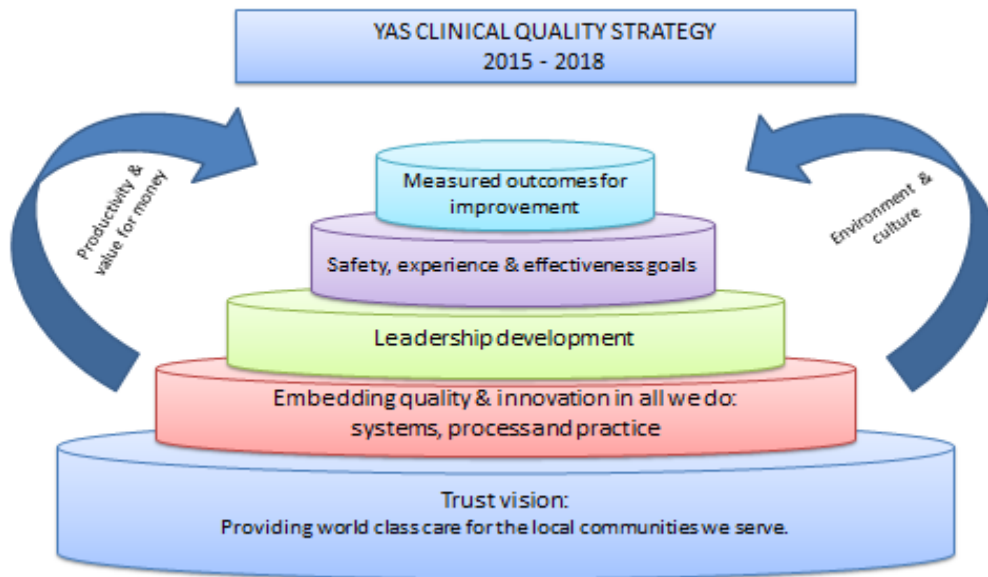 YAS CLINICAL QUALITY STRATEGY
2015 - 2018
Productivity &
value for money
Environment &
culture
Measured outcomes for
improvement
Safety, experience & effectiveness goals
Leadership development
Embedding quality & innovation in all we do:
systems, process and practice
Trust vision:
Providing world class care for the local communities we serve.